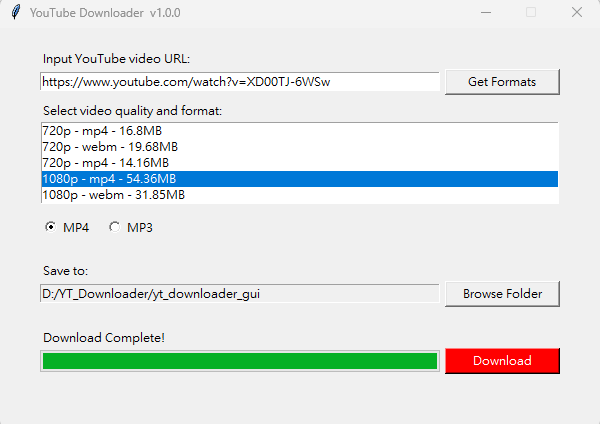 YouTube Downloader v1.0.0
Input YouTube video URL:
https://www.youtube.com/watch?v=XD00TJ-6WSw
Get Formats
Select video quality and format:
720p - mp4 - 16.8MB
720p - webm - 19.68MB
720p - mp4 - 14.16MB
1080p - mp4 - 54.36MB
1080p - webm - 31.85MB
MP4 MP3
Save to:
D:/YT_Downloader/yt_downloader_gui
Browse Folder
Download Complete!
Download